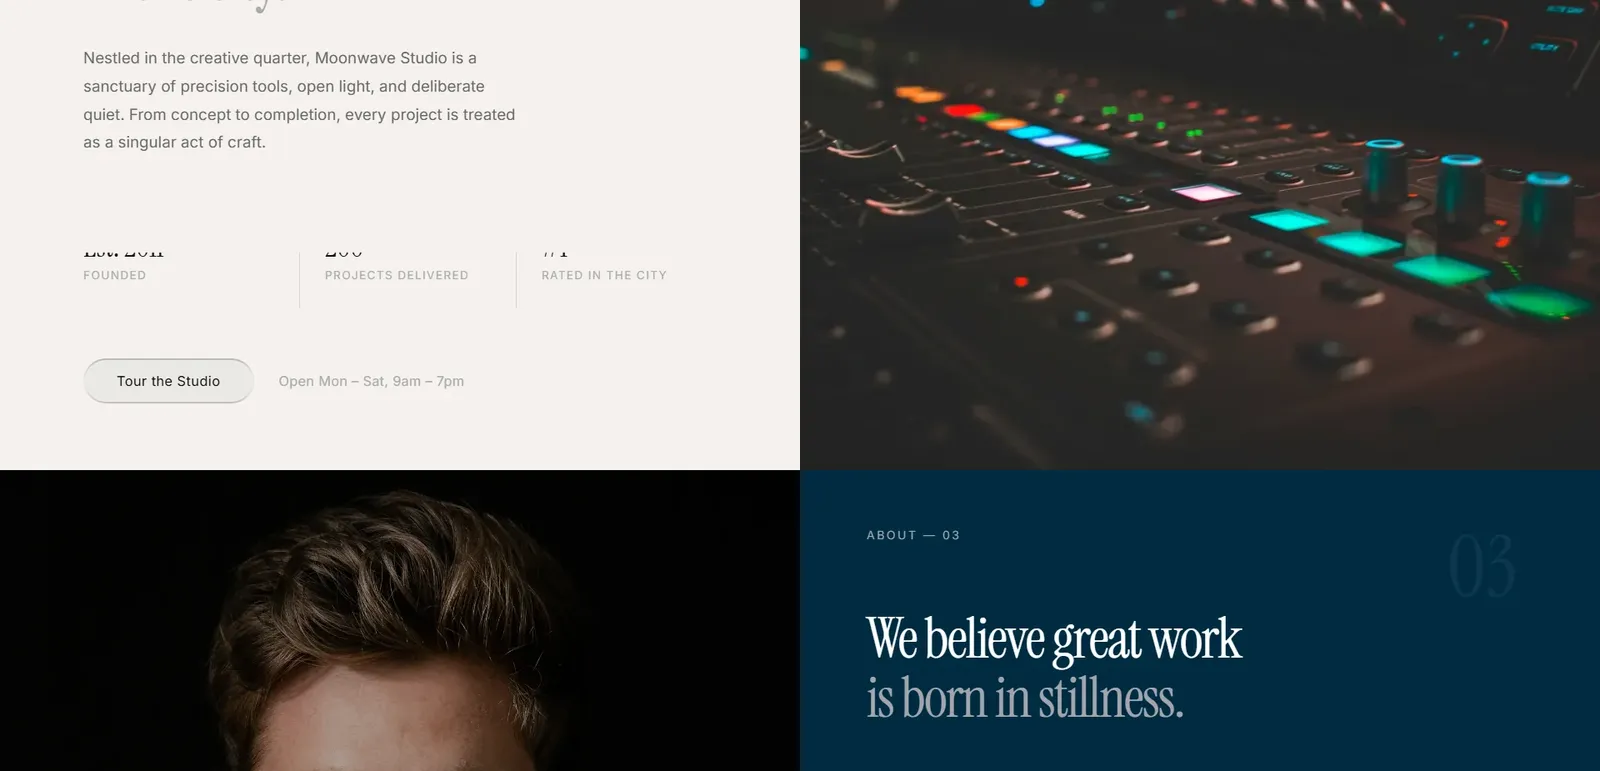 Nestled in the creative quarter, Moonwave Studio is a
sanctuary of precision tools, open light, and deliberate
quiet. From concept to completion, every project is treated
as a singular act of craft.
FOUNDED
PROJECTS DELIVERED
RATED IN THE CITY
Tour the Studio
Open Mon – Sat, 9am – 7pm
ABOUT — 03
03
We believe great work
is born in stillness.